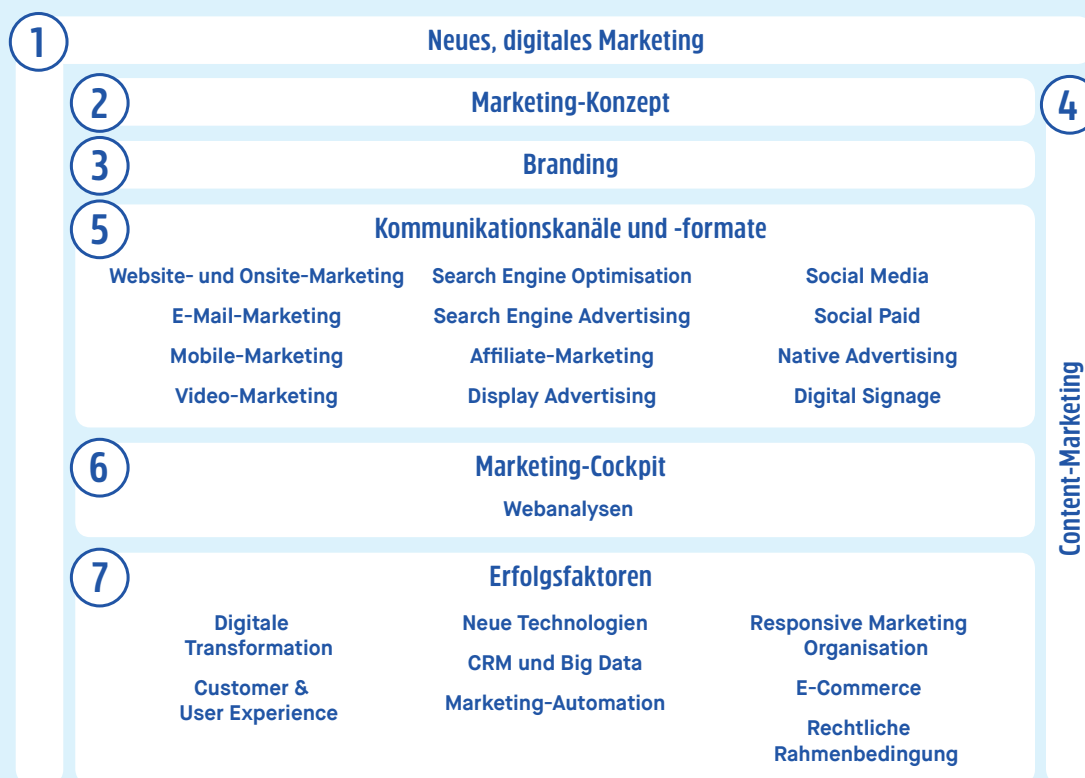 1
Neues, digitales Marketing
2
Marketing-Konzept
3
Branding
4
Content-Marketing
5
Kommunikationskanäle und -formate
Website- und Onsite-Marketing
E-Mail-Marketing
Mobile-Marketing
Video-Marketing
Search Engine Optimisation
Search Engine Advertising
Affiliate-Marketing
Display Advertising
Social Media
Social Paid
Native Advertising
Digital Signage
6
Marketing-Cockpit
Webanalysen
7
Erfolgsfaktoren
Digitale
Transformation
Customer &
User Experience
Neue Technologien
CRM und Big Data
Marketing-Automation
Responsive Marketing
Organisation
E-Commerce
Rechtliche
Rahmenbedingung